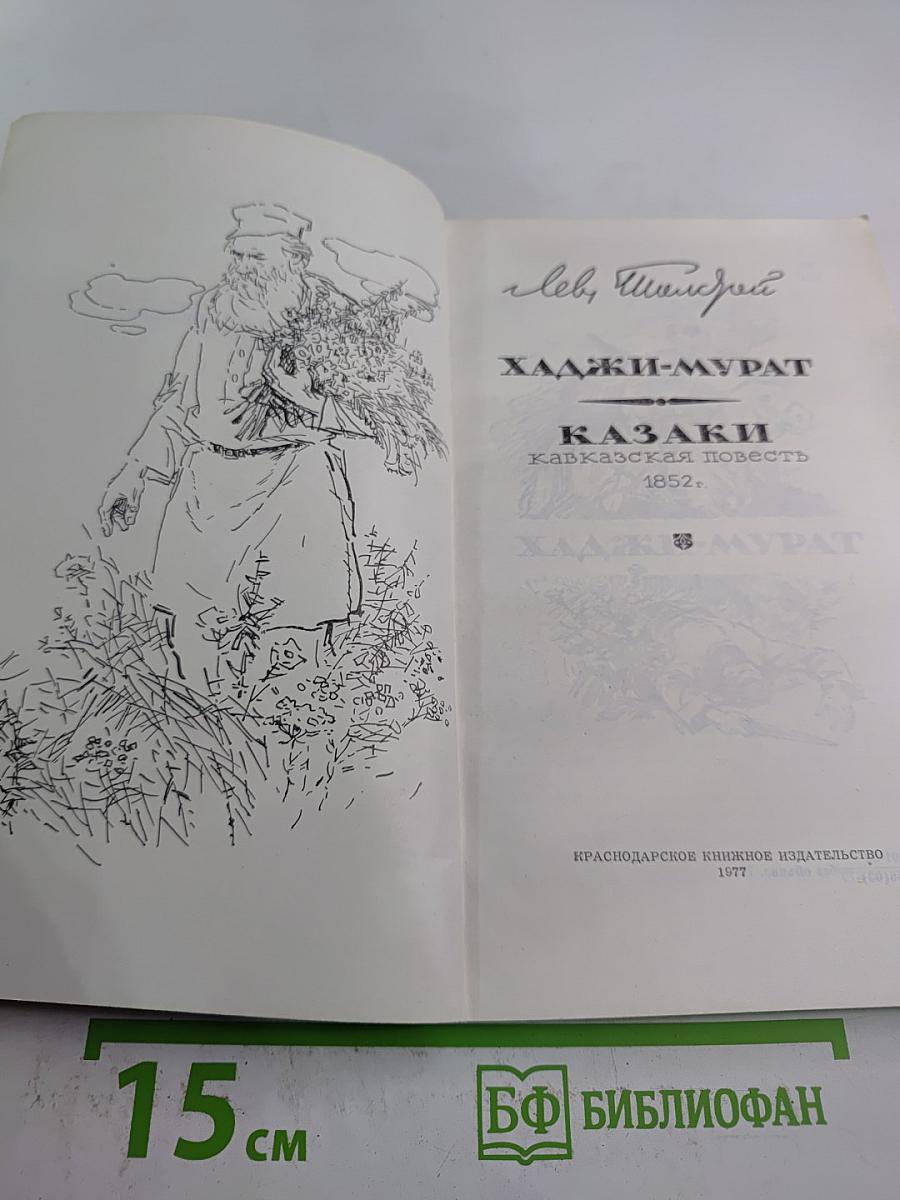 Лев Толстой
ХАДЖИ-МУРАТ
КАЗАКИ
КАВКАЗСКАЯ ПОВЕСТЬ
1852 г.
ХАДЖИ-МУРАТ
КРАСНОДАРСКОЕ КНИЖНОЕ ИЗДАТЕЛЬСТВО
1977
15 см
БФ БИБЛИОФАН